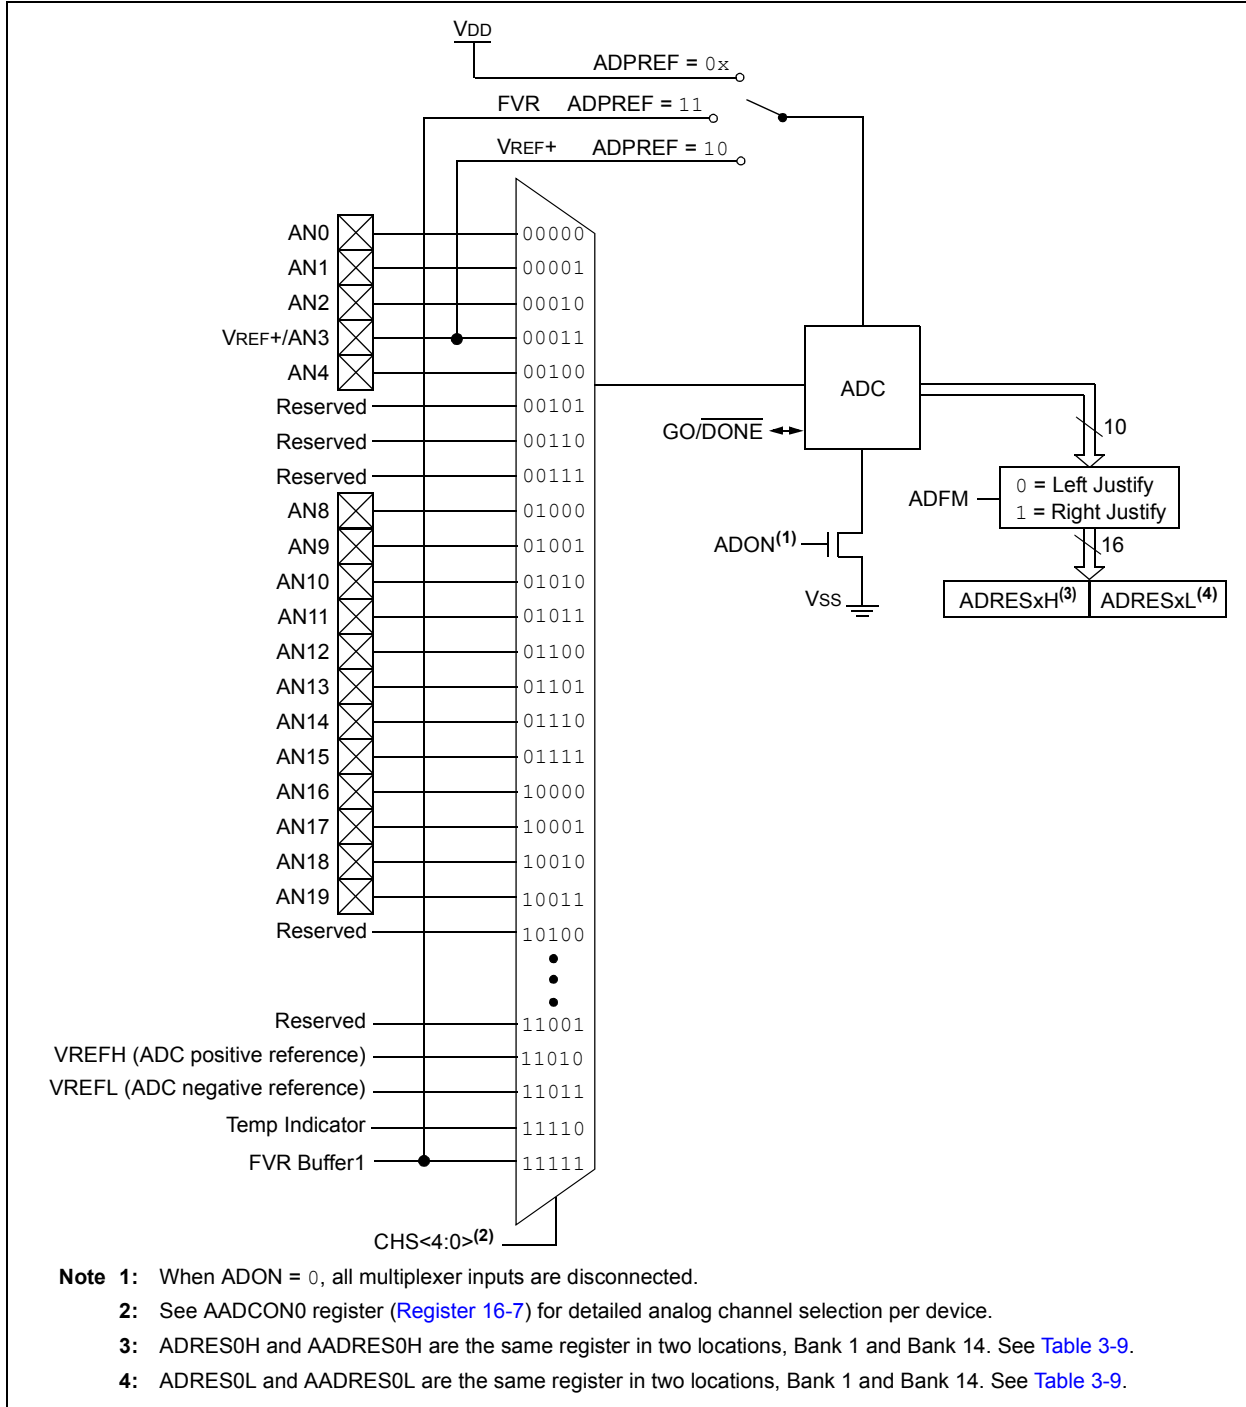 VDD
ADPREF = 0x
FVR ADPREF = 11
VREF+ ADPREF = 10
AN0 00000
AN1 00001
AN2 00010
VREF+/AN3 00011
AN4 00100
Reserved 00101
Reserved 00110
Reserved 00111
AN8 01000
AN9 01001
AN10 01010
AN11 01011
AN12 01100
AN13 01101
AN14 01110
AN15 01111
AN16 10000
AN17 10001
AN18 10010
AN19 10011
Reserved 10100
Reserved 11001
VREFH (ADC positive reference) 11010
VREFL (ADC negative reference) 11011
Temp Indicator 11110
FVR Buffer1 11111
CHS<4:0>(2)
ADC
GO/DONE
ADON(1)
VSS
10
ADFM
0 = Left Justify
1 = Right Justify
16
ADRESxH(3) ADRESxL(4)
Note 1: When ADON = 0, all multiplexer inputs are disconnected.
2: See AADCON0 register (Register 16-7) for detailed analog channel selection per device.
3: ADRES0H and AADRES0H are the same register in two locations, Bank 1 and Bank 14. See Table 3-9.
4: ADRES0L and AADRES0L are the same register in two locations, Bank 1 and Bank 14. See Table 3-9.